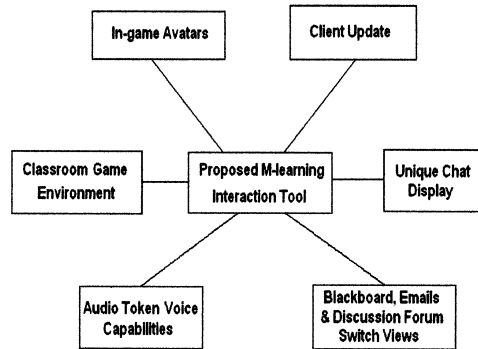 In-game Avatars
Client Update
Classroom Game
Environment
Proposed M-learning
Interaction Tool
Unique Chat
Display
Audio Token Voice
Capabilities
Blackboard, Emails
& Discussion Forum
Switch Views